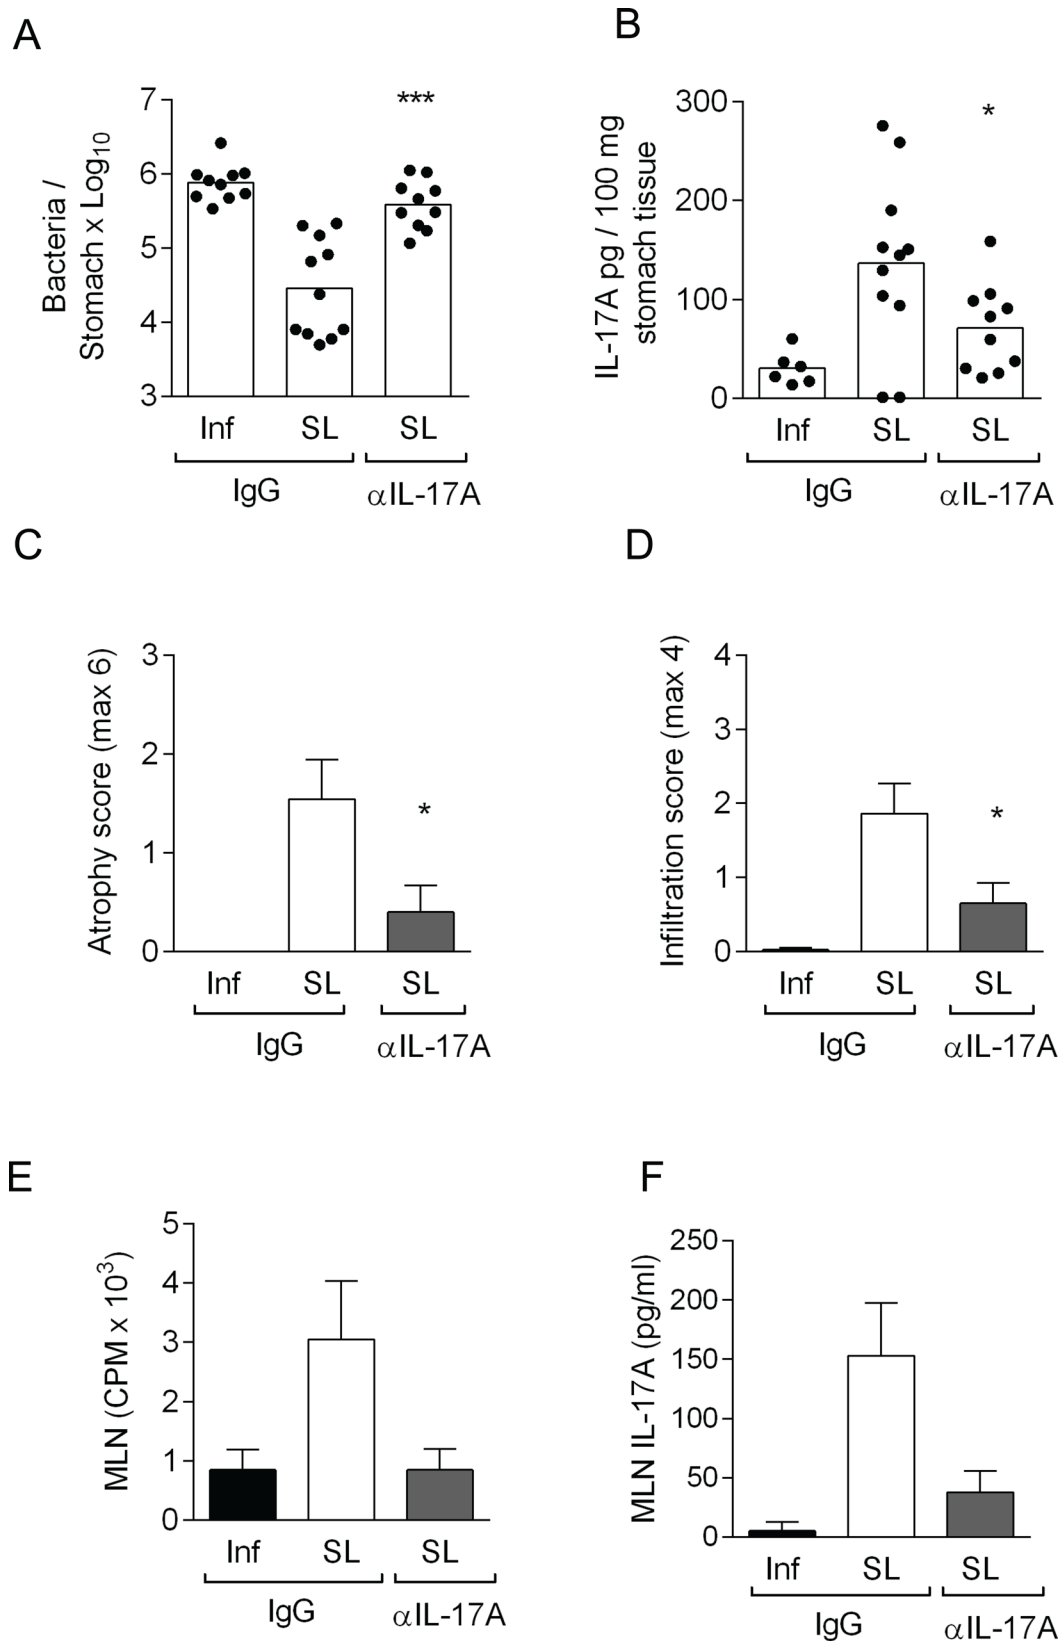 A
Bacteria /
Stomach x Log10
7
6
5
4
3
***
Inf
SL
SL
IgG
αIL-17A
B
IL-17A pg / 100 mg
stomach tissue
300
200
100
0
*
Inf
SL
SL
IgG
αIL-17A
C
Atrophy score (max 6)
3
2
1
0
*
Inf
SL
SL
IgG
αIL-17A
D
Infiltration score (max 4)
4
3
2
1
0
*
Inf
SL
SL
IgG
αIL-17A
E
MLN (CPM x 10³)
5
4
3
2
1
0
Inf
SL
SL
IgG
αIL-17A
F
MLN IL-17A (pg/ml)
250
200
150
100
50
0
Inf
SL
SL
IgG
αIL-17A